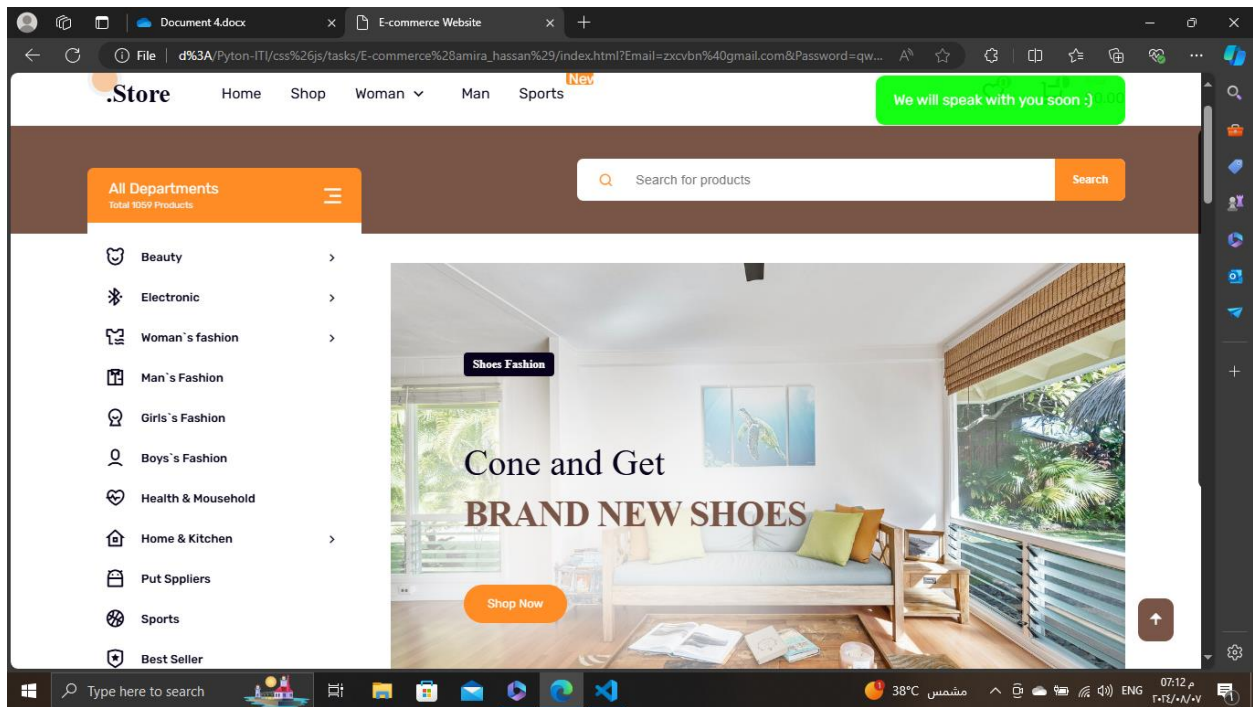 Document 4.docx
E-commerce Website
File
d%3A/Pyton-ITI/css%26js/tasks/E-commerce%28amira_hassan%29/index.html?Email=zxcvbn%40gmail.com&Password=qw...
.Store
Home
Shop
Woman
Man
Sports
New
We will speak with you soon :)
All Departments
Total 1059 Products
Search for products
Search
Beauty
Electronic
Woman`s fashion
Man`s Fashion
Girls`s Fashion
Boys`s Fashion
Health & Mousehold
Home & Kitchen
Put Sppliers
Sports
Best Seller
Shoes Fashion
Cone and Get
BRAND NEW SHOES
Shop Now
Type here to search
38°C مشمس
ENG
07:12 م
٢٠٢٤/٠٨/٠٧